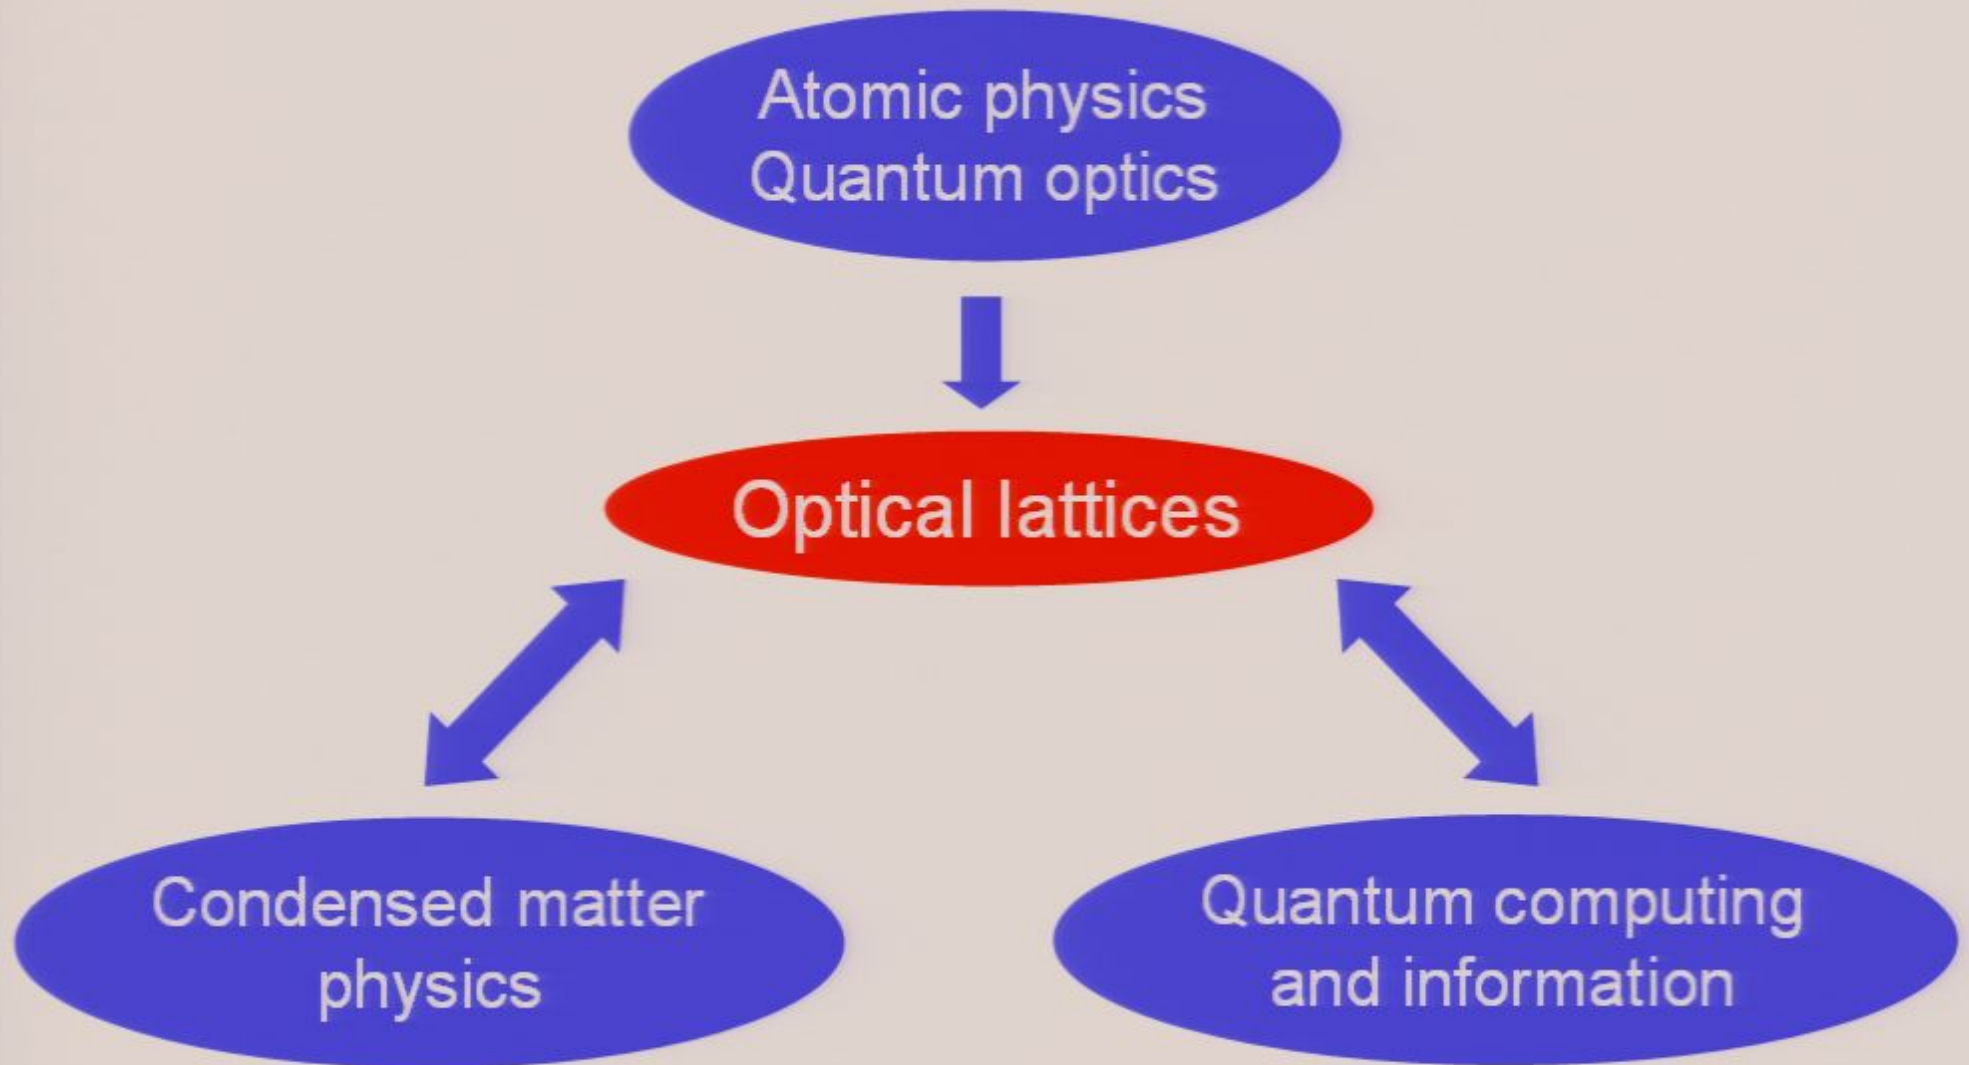 Atomic physics
Quantum optics
Optical lattices
Condensed matter
physics
Quantum computing
and information